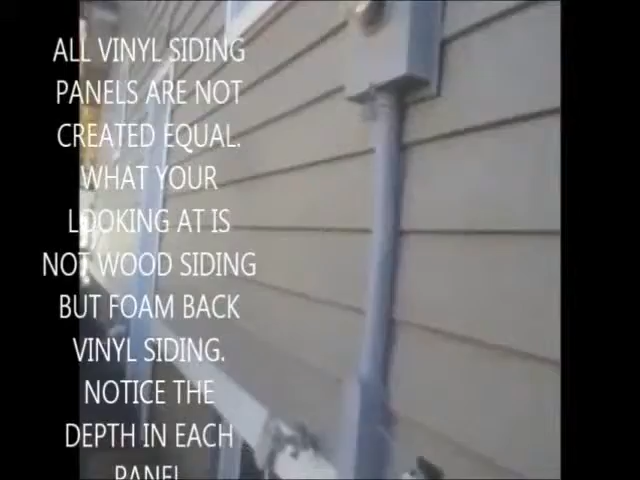 ALL VINYL SIDING
PANELS ARE NOT
CREATED EQUAL.
WHAT YOUR
LOOKING AT IS
NOT WOOD SIDING
BUT FOAM BACK
VINYL SIDING.
NOTICE THE
DEPTH IN EACH
PANEL